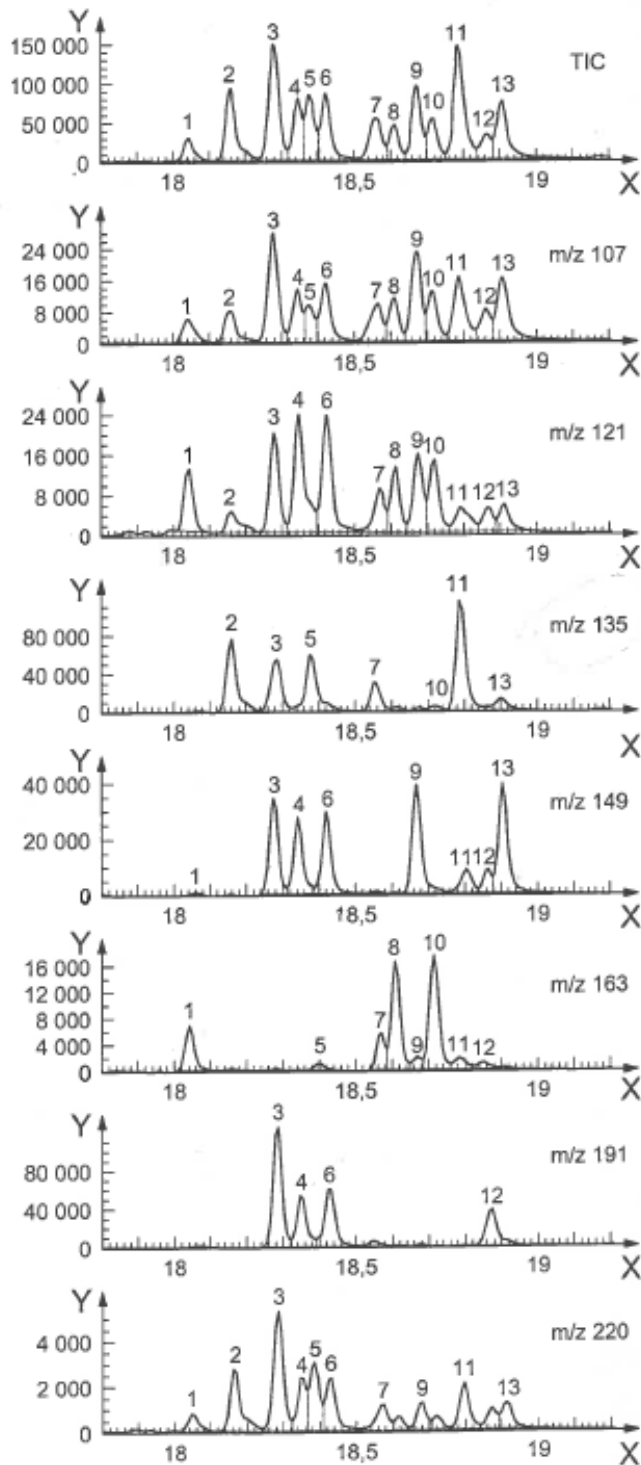 Y
150 000
100 000
50 000
0
1 2 3 4 5 6 7 8 9 10 11 12 13
TIC
18 18,5 19 X
Y
24 000
16 000
8 000
0
1 2 3 4 5 6 7 8 9 10 11 12 13
m/z 107
18 18,5 19 X
Y
24 000
16 000
8 000
0
1 2 3 4 6 7 8 9 10 11 12 13
m/z 121
18 18,5 19 X
Y
80 000
40 000
0
2 3 5 7 10 11 13
m/z 135
18 18,5 19 X
Y
40 000
20 000
0
1 3 4 6 9 11 12 13
m/z 149
18 18,5 19 X
Y
16 000
12 000
8 000
4 000
0
1 5 7 8 9 10 11 12
m/z 163
18 18,5 19 X
Y
80 000
40 000
0
3 4 6 12
m/z 191
18 18,5 19 X
Y
4 000
2 000
0
1 2 3 4 5 6 7 9 11 13
m/z 220
18 18,5 19 X